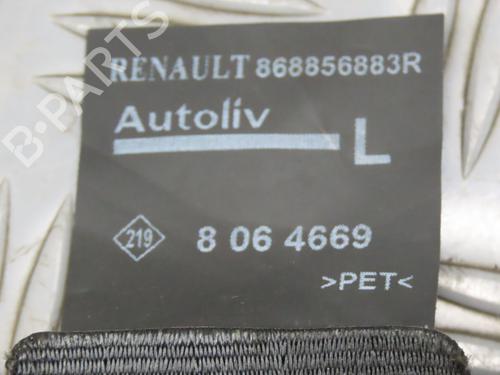 B-PARTS
RENAULT 868856883R
Autoliv
L
219 8 06 4669
>PET<